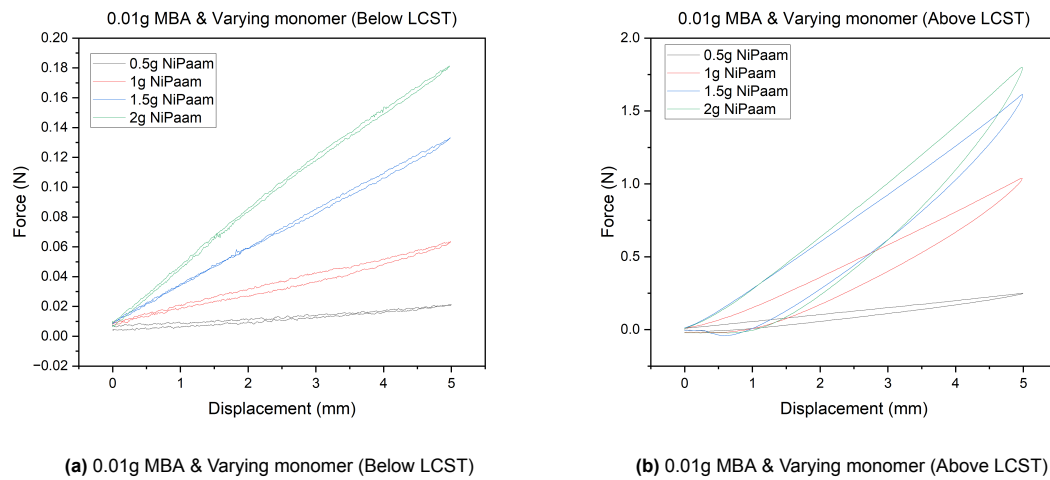 0.01g MBA & Varying monomer (Below LCST)
0.20
0.18
0.16
0.14
0.12
0.10
0.08
0.06
0.04
0.02
0.00
−0.02
Force (N)
0.5g NiPaam
1g NiPaam
1.5g NiPaam
2g NiPaam
0 1 2 3 4 5
Displacement (mm)
(a) 0.01g MBA & Varying monomer (Below LCST)
0.01g MBA & Varying monomer (Above LCST)
2.0
1.5
1.0
0.5
0.0
Force (N)
0.5g NiPaam
1g NiPaam
1.5g NiPaam
2g NiPaam
0 1 2 3 4 5
Displacement (mm)
(b) 0.01g MBA & Varying monomer (Above LCST)